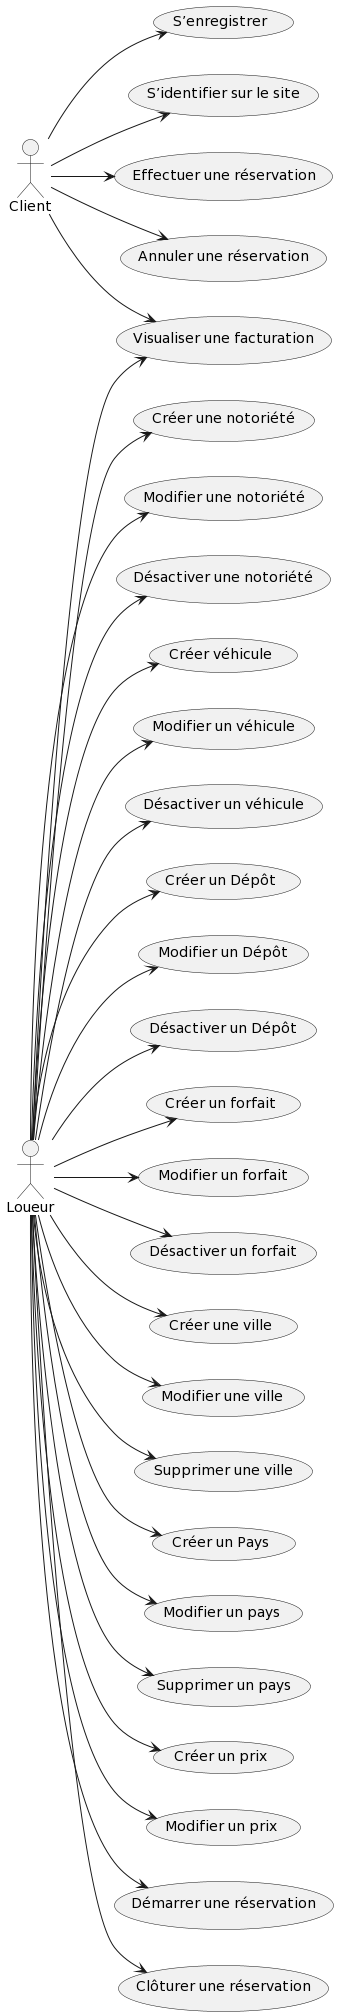 S’enregistrer
S’identifier sur le site
Client
Effectuer une réservation
Annuler une réservation
Visualiser une facturation
Créer une notoriété
Modifier une notoriété
Désactiver une notoriété
Créer véhicule
Modifier un véhicule
Désactiver un véhicule
Créer un Dépôt
Modifier un Dépôt
Désactiver un Dépôt
Créer un forfait
Modifier un forfait
Loueur
Désactiver un forfait
Créer une ville
Modifier une ville
Supprimer une ville
Créer un Pays
Modifier un pays
Supprimer un pays
Créer un prix
Modifier un prix
Démarrer une réservation
Clôturer une réservation